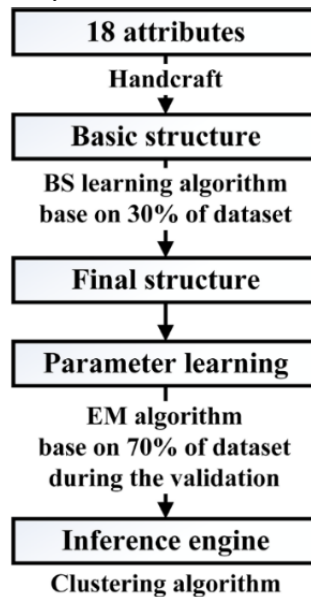 18 attributes
Handcraft
Basic structure
BS learning algorithm
base on 30% of dataset
Final structure
Parameter learning
EM algorithm
base on 70% of dataset
during the validation
Inference engine
Clustering algorithm